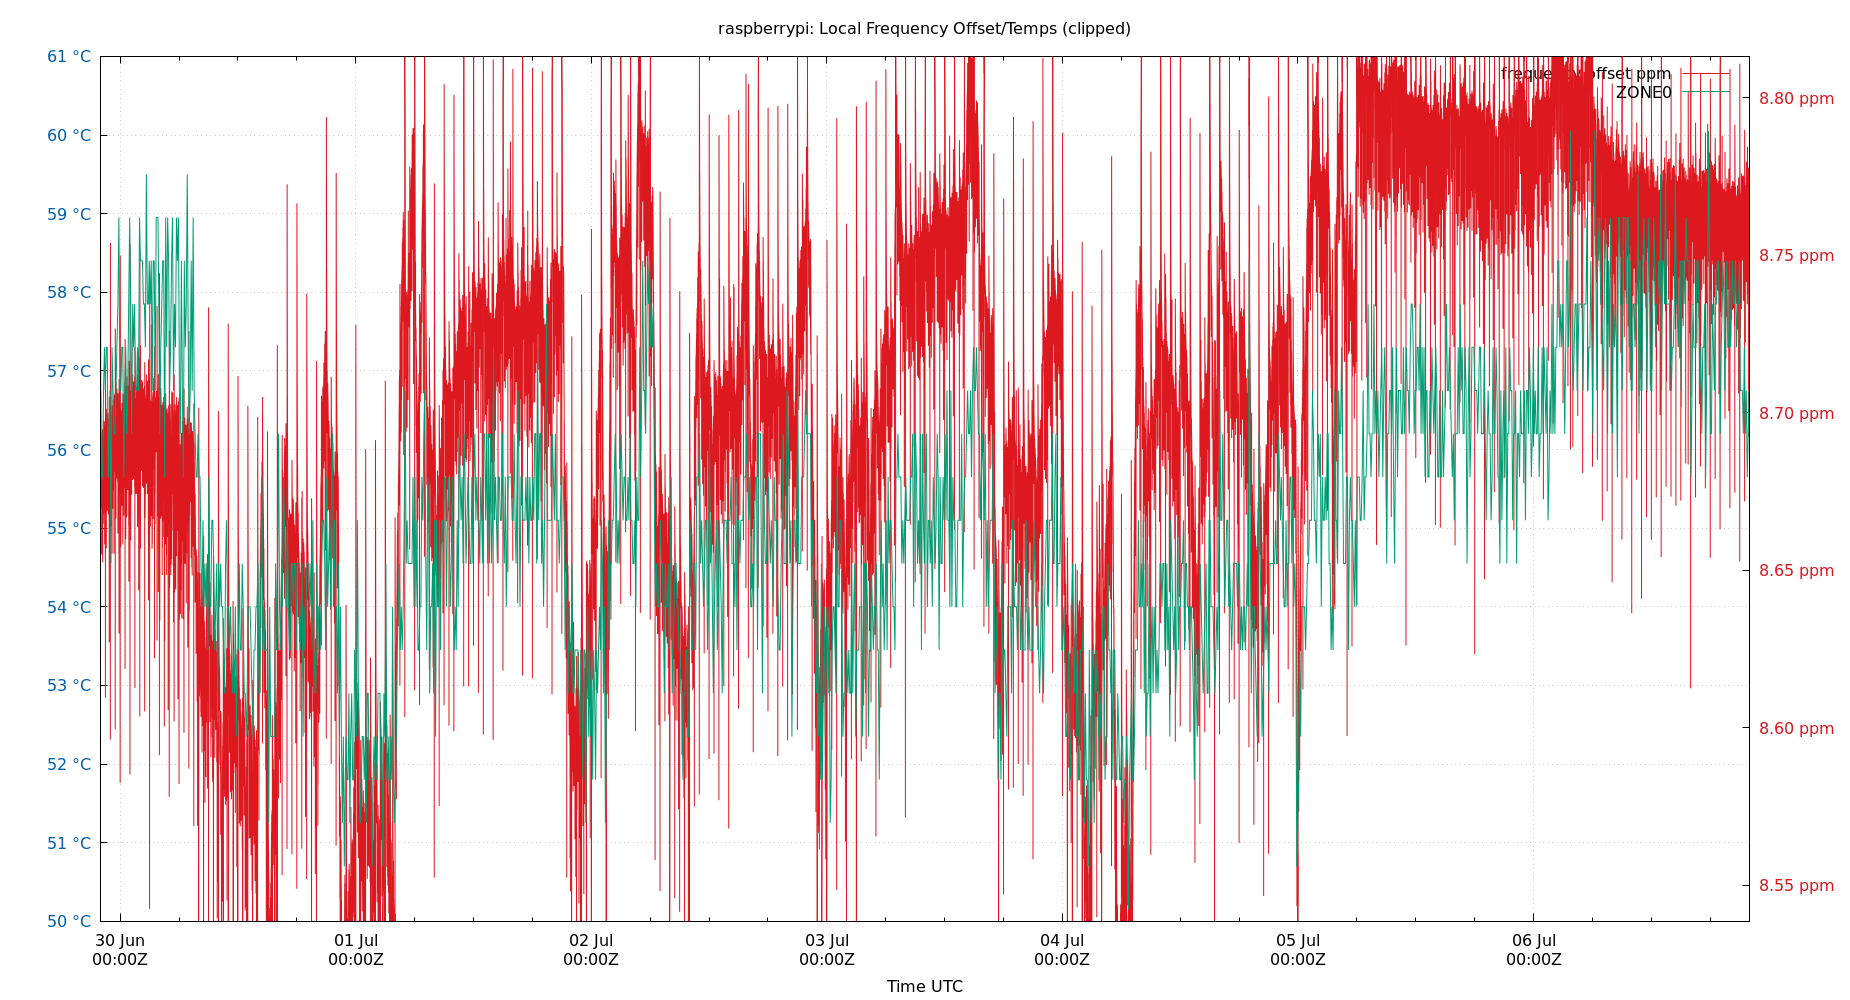 raspberrypi: Local Frequency Offset/Temps (clipped)
61 °C
60 °C
59 °C
58 °C
57 °C
56 °C
55 °C
54 °C
53 °C
52 °C
51 °C
50 °C
frequency offset ppm
ZONE0
8.80 ppm
8.75 ppm
8.70 ppm
8.65 ppm
8.60 ppm
8.55 ppm
30 Jun
00:00Z
01 Jul
00:00Z
02 Jul
00:00Z
03 Jul
00:00Z
04 Jul
00:00Z
05 Jul
00:00Z
06 Jul
00:00Z
Time UTC